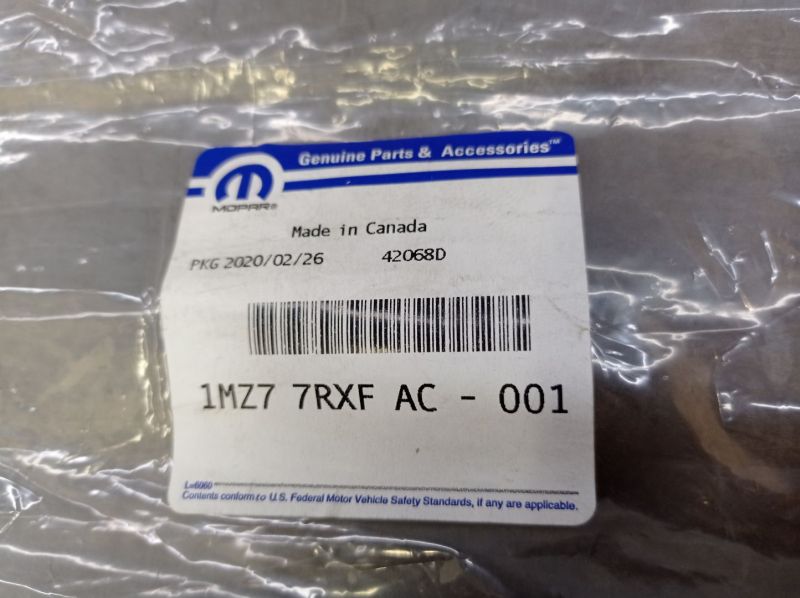 Genuine Parts & Accessories™
MOPAR®
Made in Canada
PKG 2020/02/26 42068D
1MZ7 7RXF AC - 001
L=6060
Contents conform to U.S. Federal Motor Vehicle Safety Standards, if any are applicable.